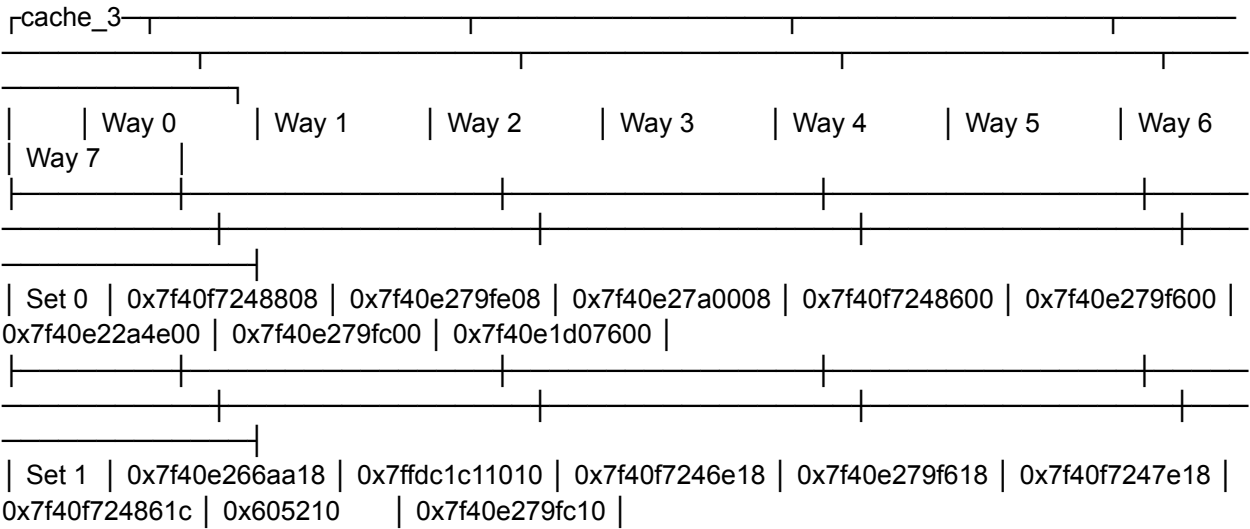 ┌cache_3─┬────────────────┬────────────────┬────────────────┬──────
──────────┬────────────────┬────────────────┬────────────────┬────
────────────┐
│ │ Way 0 │ Way 1 │ Way 2 │ Way 3 │ Way 4 │ Way 5 │ Way 6
│ Way 7 │
├────────┼────────────────┼────────────────┼────────────────┼─────
───────────┼────────────────┼────────────────┼────────────────┼───
─────────────┤
│ Set 0 │ 0x7f40f7248808 │ 0x7f40e279fe08 │ 0x7f40e27a0008 │ 0x7f40f7248600 │ 0x7f40e279f600 │
0x7f40e22a4e00 │ 0x7f40e279fc00 │ 0x7f40e1d07600 │
├────────┼────────────────┼────────────────┼────────────────┼─────
───────────┼────────────────┼────────────────┼────────────────┼───
─────────────┤
│ Set 1 │ 0x7f40e266aa18 │ 0x7ffdc1c11010 │ 0x7f40f7246e18 │ 0x7f40e279f618 │ 0x7f40f7247e18 │
0x7f40f724861c │ 0x605210 │ 0x7f40e279fc10 │